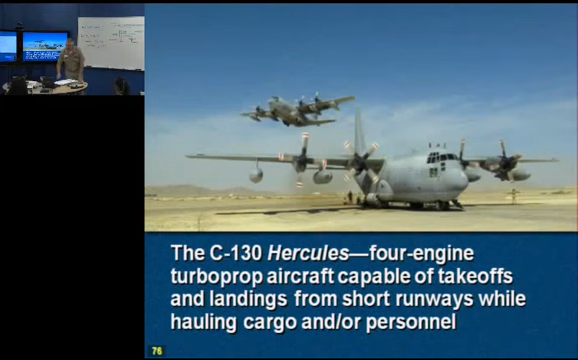 The C-130 Hercules—four-engine
turboprop aircraft capable of takeoffs
and landings from short runways while
hauling cargo and/or personnel
76